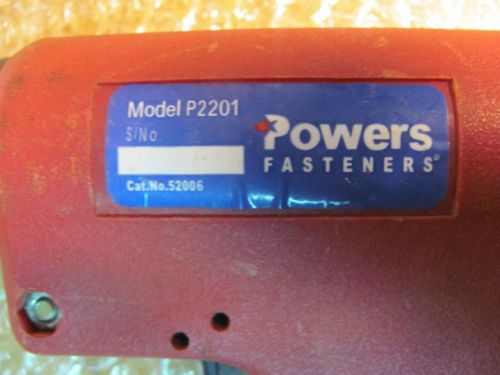 Model P2201
S/No
Cat.No.52006
Powers
FASTENERS®